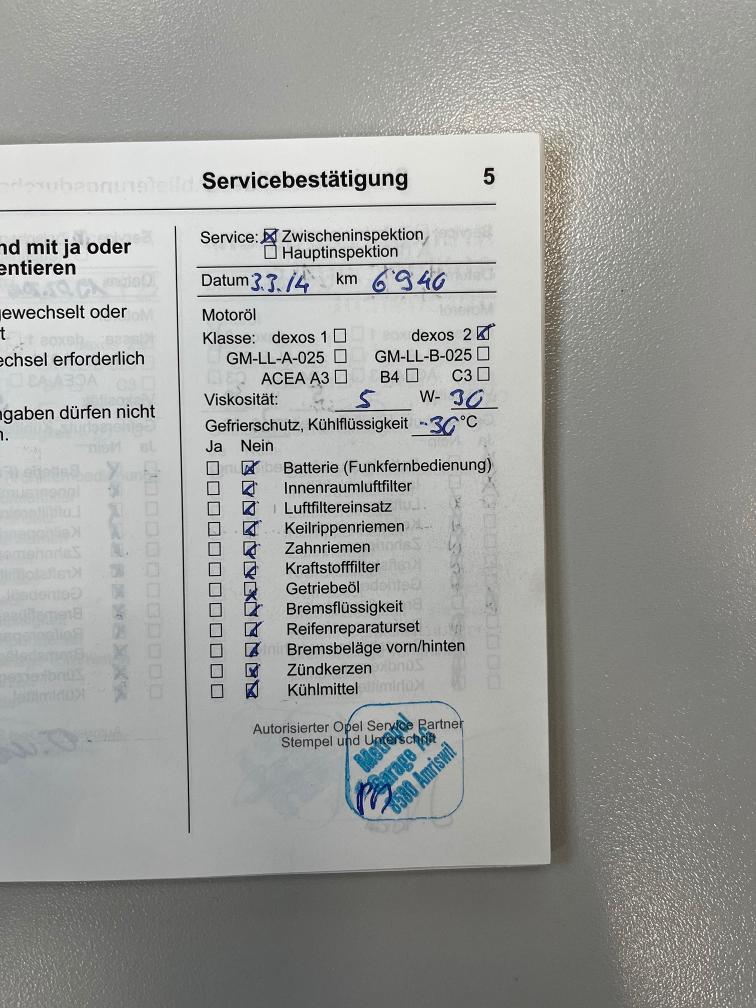 Servicebestätigung 5
nd mit ja oder
entieren
gewechselt oder
t
echsel erforderlich
ngaben dürfen nicht
n.
Service: Zwischeninspektion
Hauptinspektion
Datum 3.3.14 km 6940
Motoröl
Klasse: dexos 1 dexos 2
GM-LL-A-025 GM-LL-B-025
ACEA A3 B4 C3
Viskosität: 5 W- 30
Gefrierschutz, Kühlflüssigkeit -30 °C
Ja Nein
Batterie (Funkfernbedienung)
Innenraumluftfilter
Luftfiltereinsatz
Keilrippenriemen
Zahnriemen
Kraftstofffilter
Getriebeöl
Bremsflüssigkeit
Reifenreparaturset
Bremsbeläge vorn/hinten
Zündkerzen
Kühlmittel
Autorisierter Opel Service Partner
Stempel und Unterschrift
Garage
8580 Amriswil